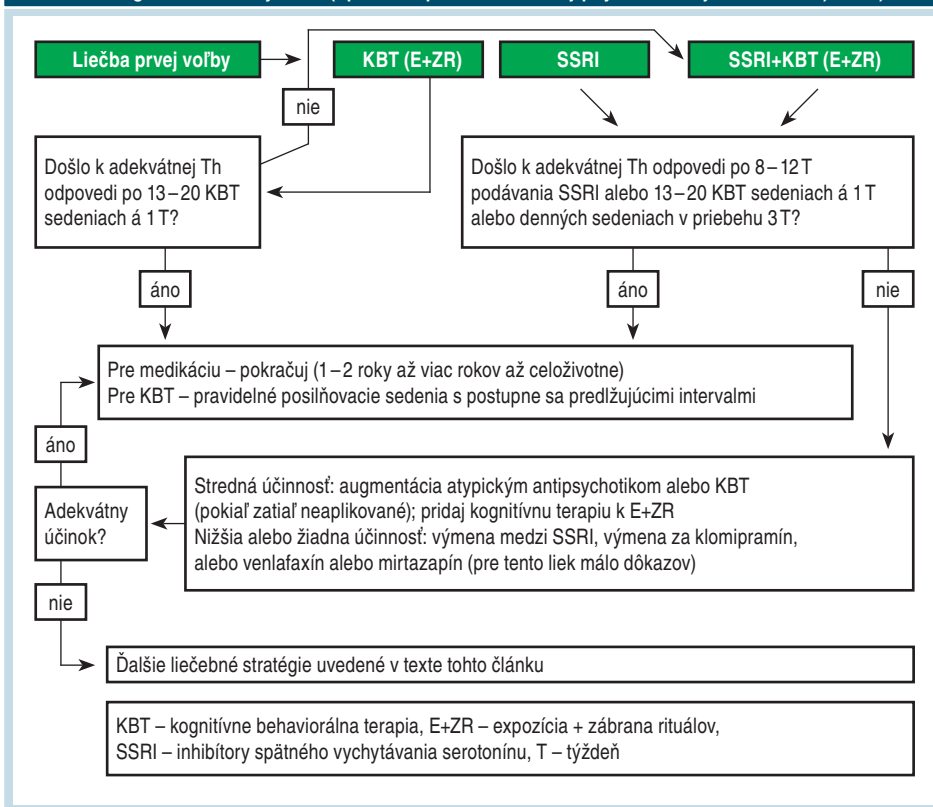 Liečba prvej voľby
KBT (E+ZR)
SSRI
SSRI+KBT (E+ZR)
nie
Došlo k adekvátnej Th
odpovedi po 13–20 KBT
sedeniach á 1 T?
Došlo k adekvátnej Th odpovedi po 8–12 T
podávania SSRI alebo 13–20 KBT sedeniach á 1 T
alebo denných sedeniach v priebehu 3 T?
áno
áno
nie
Pre medikáciu – pokračuj (1–2 roky až viac rokov až celoživotne)
Pre KBT – pravidelné posilňovacie sedenia s postupne sa predlžujúcimi intervalmi
áno
Adekvátny
účinok?
Stredná účinnosť: augmentácia atypickým antipsychotikom alebo KBT
(pokiaľ zatiaľ neaplikované); pridaj kognitívnu terapiu k E+ZR
Nižšia alebo žiadna účinnosť: výmena medzi SSRI, výmena za klomipramín,
alebo venlafaxín alebo mirtazapín (pre tento liek málo dôkazov)
nie
Ďalšie liečebné stratégie uvedené v texte tohto článku
KBT – kognitívne behaviorálna terapia, E+ZR – expozícia + zábrana rituálov,
SSRI – inhibítory spätného vychytávania serotonínu, T – týždeň